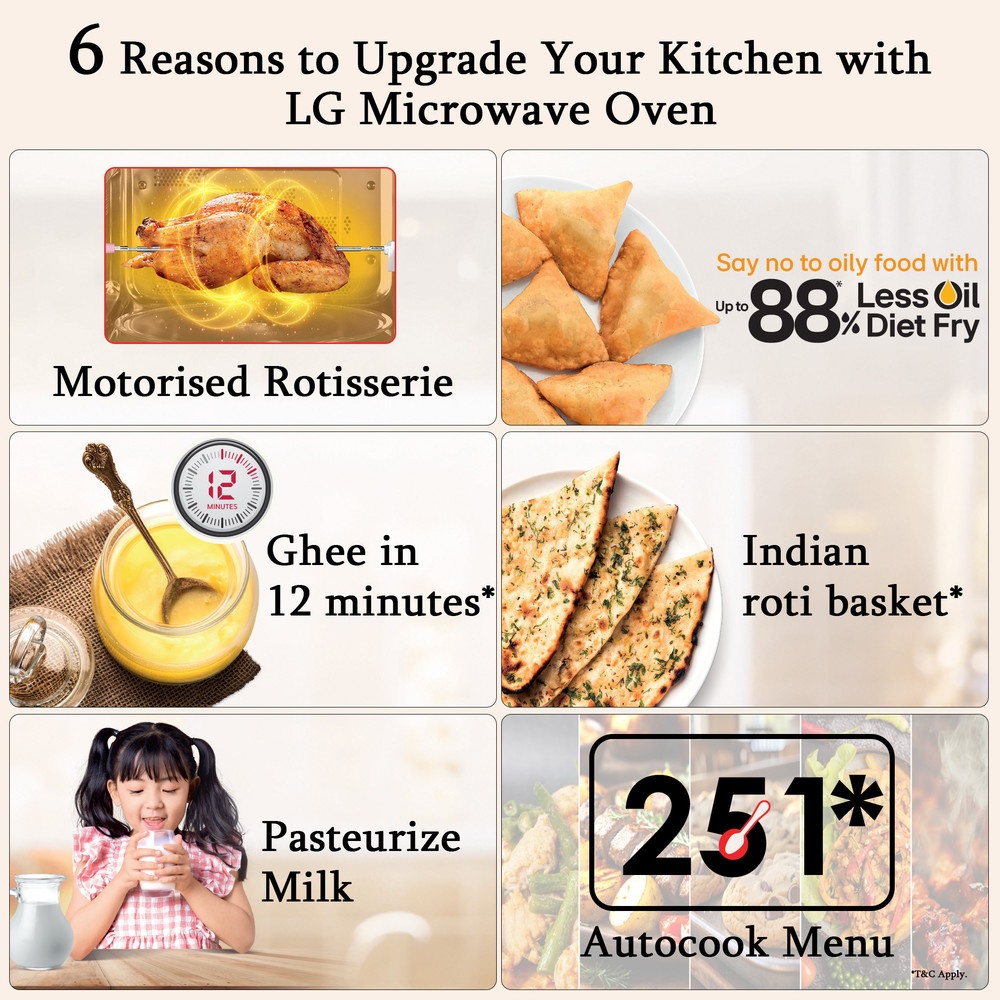 6 Reasons to Upgrade Your Kitchen with
LG Microwave Oven
Motorised Rotisserie
Say no to oily food with
Up to 88*% Less Oil
Diet Fry
12
MINUTES
Ghee in
12 minutes*
Indian
roti basket*
Pasteurize
Milk
251*
Autocook Menu
*T&C Apply.